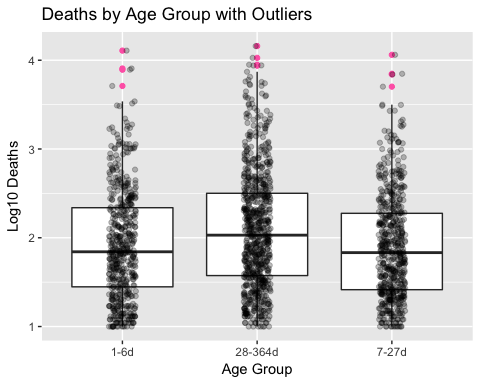 Deaths by Age Group with Outliers
Log10 Deaths
4
3
2
1
1-6d
28-364d
7-27d
Age Group